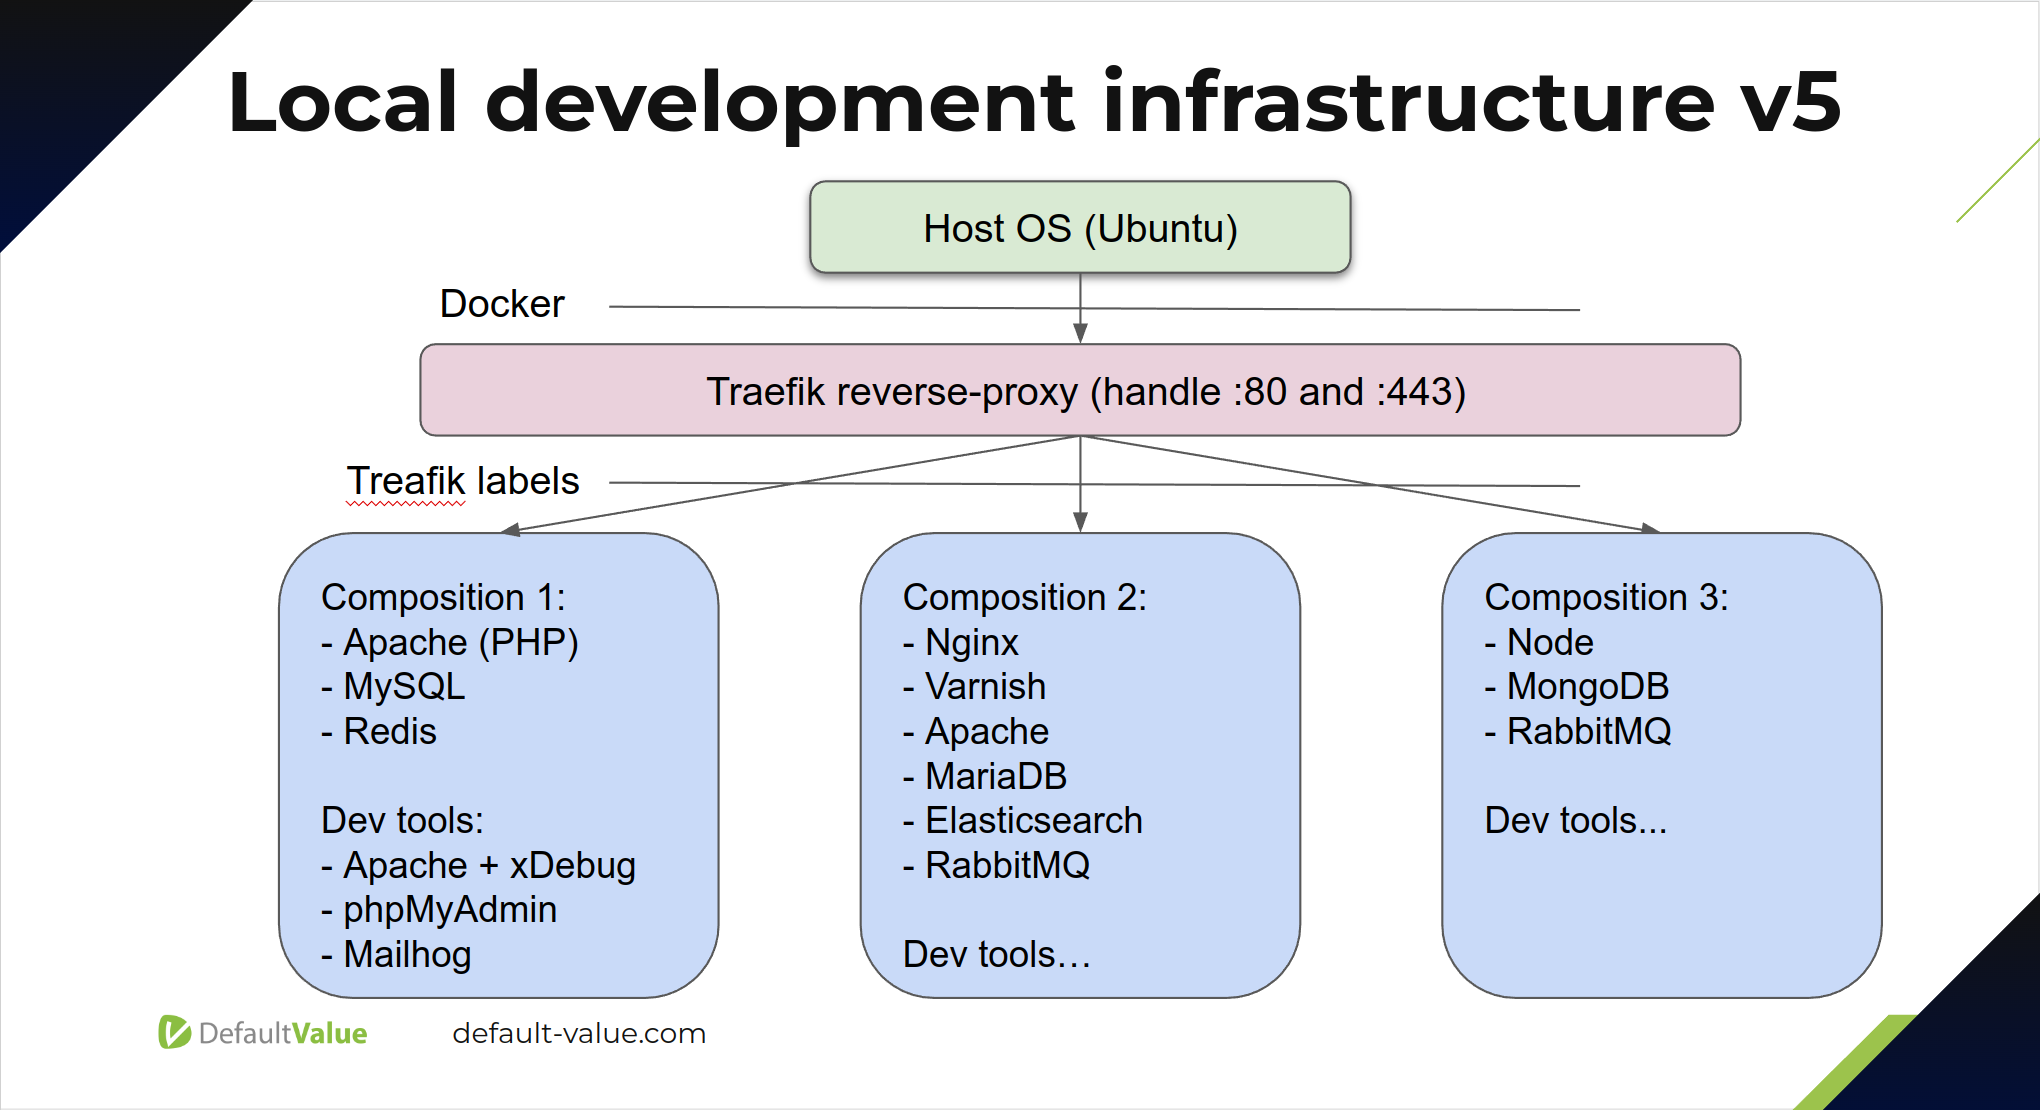 Local development infrastructure v5
Host OS (Ubuntu)
Docker
Traefik reverse-proxy (handle :80 and :443)
Treafik labels
Composition 1:
- Apache (PHP)
- MySQL
- Redis
Dev tools:
- Apache + xDebug
- phpMyAdmin
- Mailhog
Composition 2:
- Nginx
- Varnish
- Apache
- MariaDB
- Elasticsearch
- RabbitMQ
Dev tools…
Composition 3:
- Node
- MongoDB
- RabbitMQ
Dev tools...
DefaultValue
default-value.com